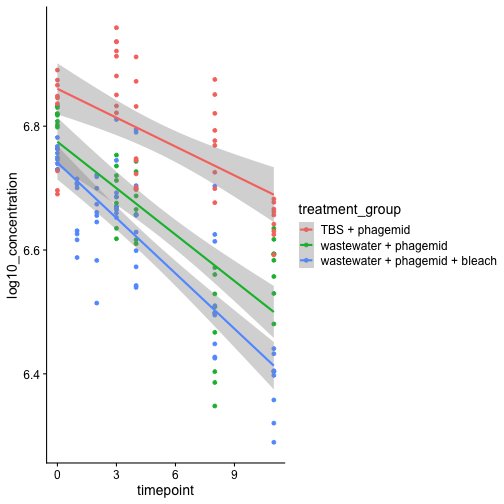 6.8
6.6
6.4
0
3
6
9
timepoint
log10_concentration
treatment_group
TBS + phagemid
wastewater + phagemid
wastewater + phagemid + bleach